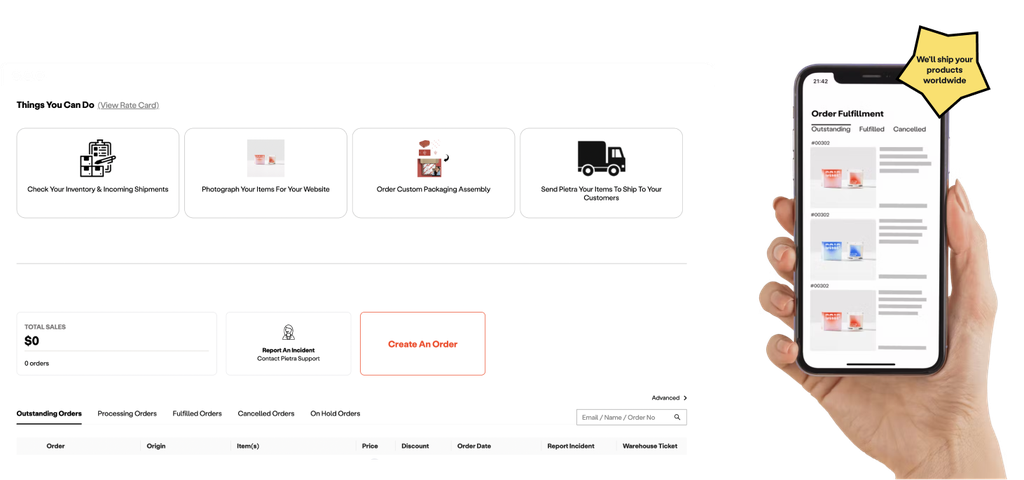 Things You Can Do (View Rate Card)
Check Your Inventory & Incoming Shipments
Photograph Your Items For Your Website
Order Custom Packaging Assembly
Send Pietra Your Items To Ship To Your
Customers
TOTAL SALES
$0
0 orders
Report An Incident
Contact Pietra Support
Create An Order
Advanced
Outstanding Orders Processing Orders Fulfilled Orders Cancelled Orders On Hold Orders
Email / Name / Order No
Order Origin Item(s) Price Discount Order Date Report Incident Warehouse Ticket
We'll ship your
products
worldwide
21:42
Order Fulfillment
Outstanding Fulfilled Cancelled
#00302
#00302
#00302